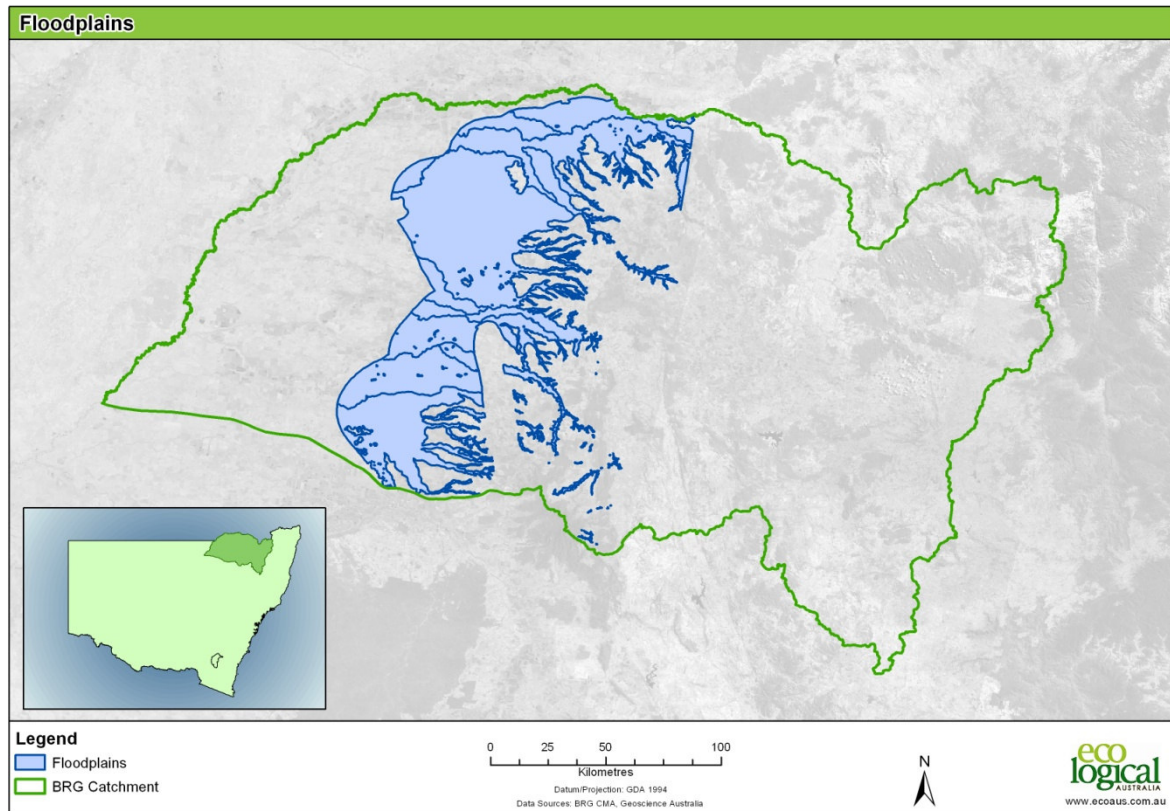 Floodplains
Legend
Floodplains
BRG Catchment
0 25 50 100
Kilometres
Datum/Projection: GDA 1994
Data Sources: BRG CMA, Geoscience Australia
N
eco
logical
AUSTRALIA
www.ecoaus.com.au